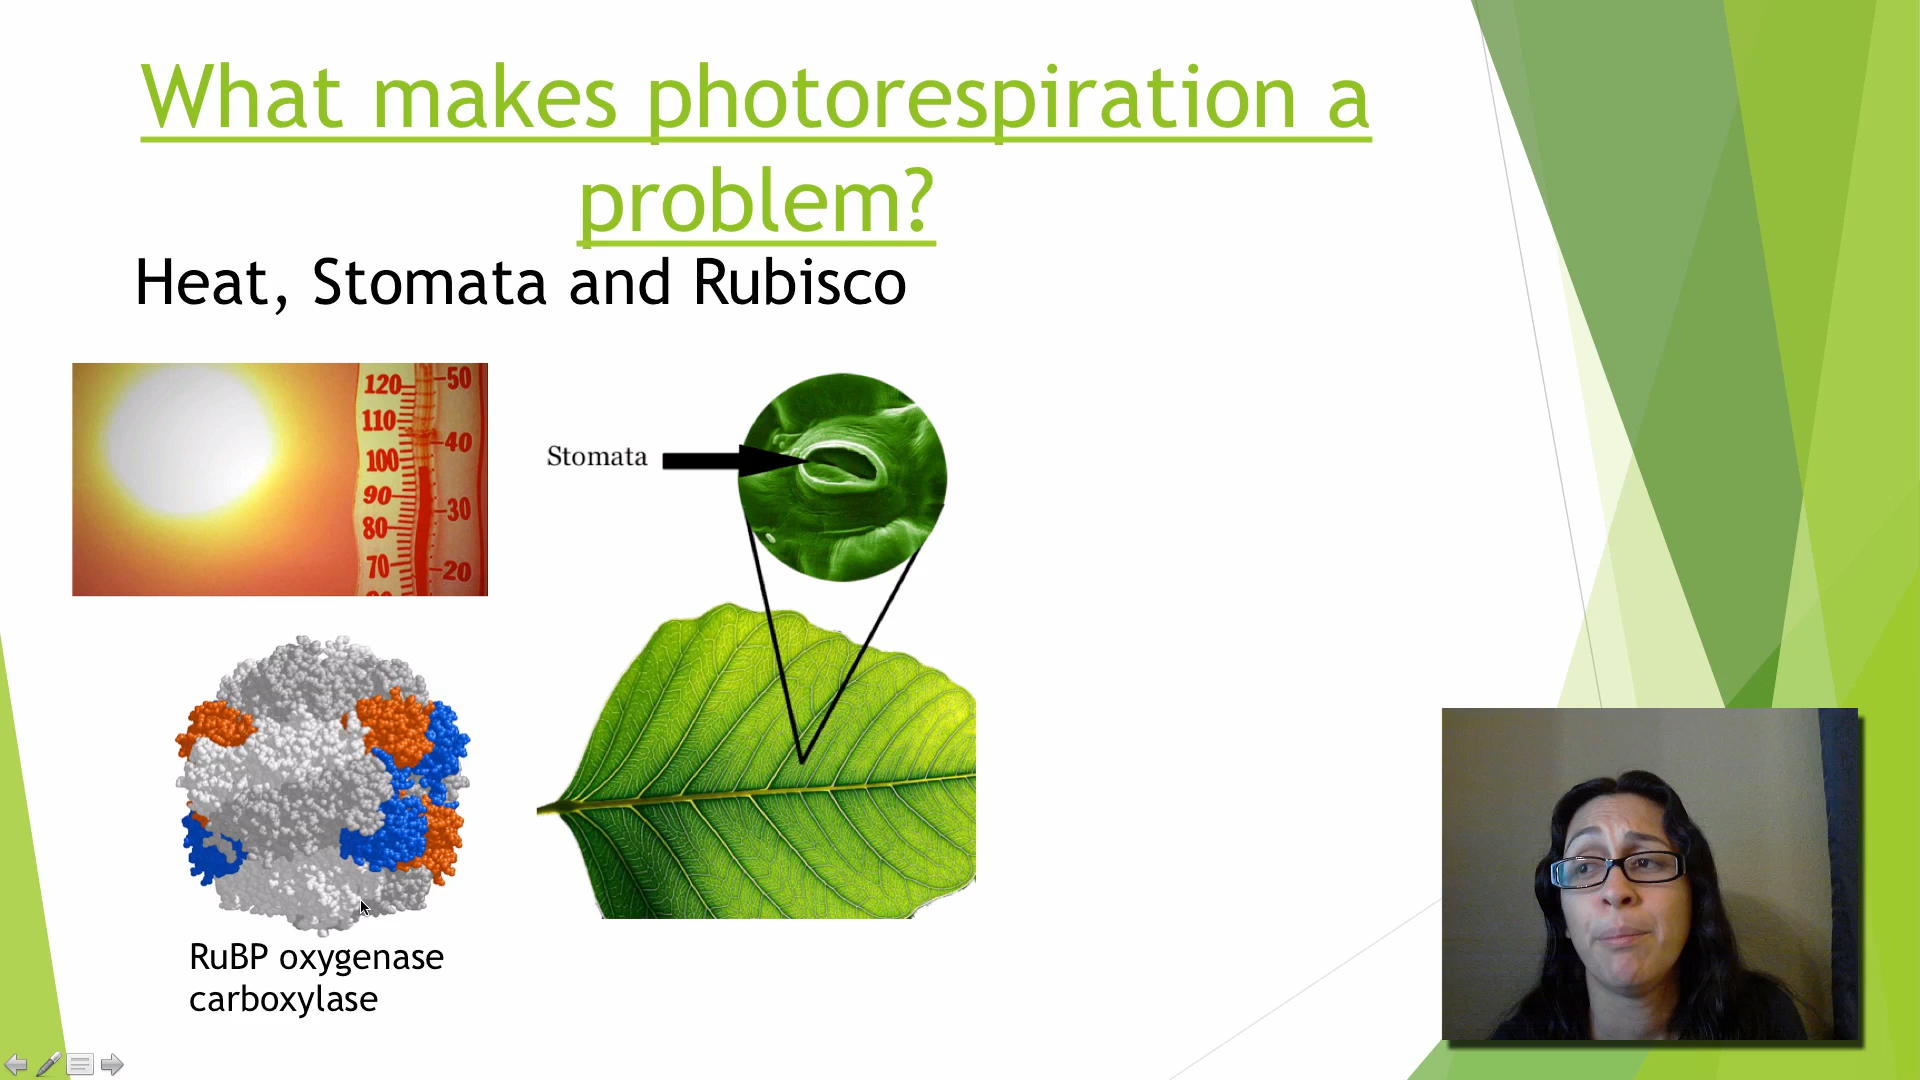 What makes photorespiration a
problem?
Heat, Stomata and Rubisco
120 50
110
40
100
90
30
80
70
20
Stomata
RuBP oxygenase
carboxylase